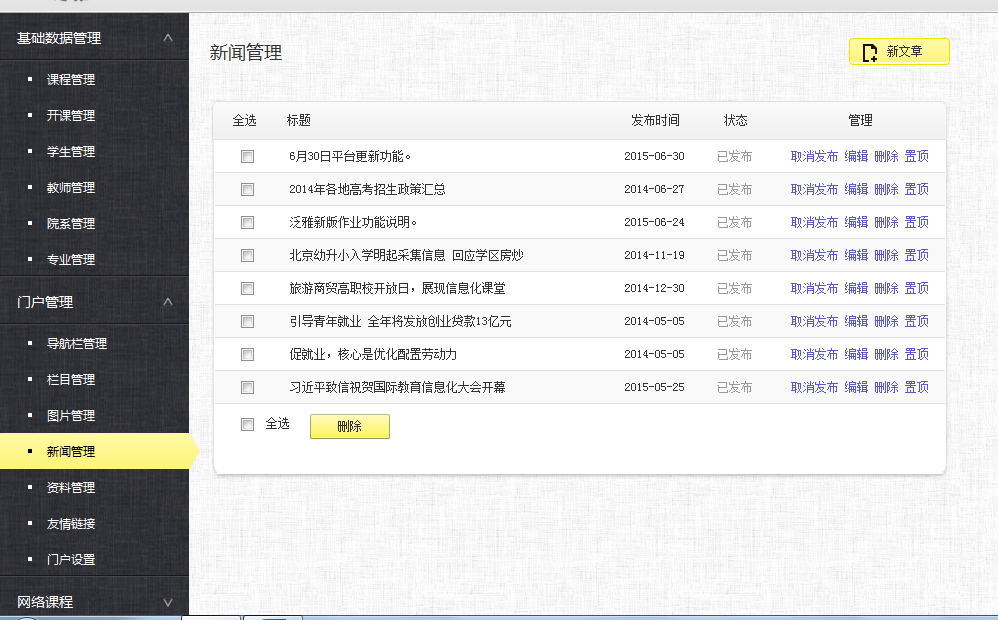 基础数据管理
课程管理
开课管理
学生管理
教师管理
院系管理
专业管理
门户管理
导航栏管理
栏目管理
图片管理
新闻管理
资料管理
友情链接
门户设置
网络课程
新闻管理
新文章
全选 标题 发布时间 状态 管理
6月30日平台更新功能。 2015-06-30 已发布 取消发布 编辑 删除 置顶
2014年各地高考招生政策汇总 2014-06-27 已发布 取消发布 编辑 删除 置顶
泛雅新版作业功能说明。 2015-06-24 已发布 取消发布 编辑 删除 置顶
北京幼升小入学明起采集信息 回应学区房炒 2014-11-19 已发布 取消发布 编辑 删除 置顶
旅游商贸高职校开放日，展现信息化课堂 2014-12-30 已发布 取消发布 编辑 删除 置顶
引导青年就业 全年将发放创业贷款13亿元 2014-05-05 已发布 取消发布 编辑 删除 置顶
促就业，核心是优化配置劳动力 2014-05-05 已发布 取消发布 编辑 删除 置顶
习近平致信祝贺国际教育信息化大会开幕 2015-05-25 已发布 取消发布 编辑 删除 置顶
全选 删除